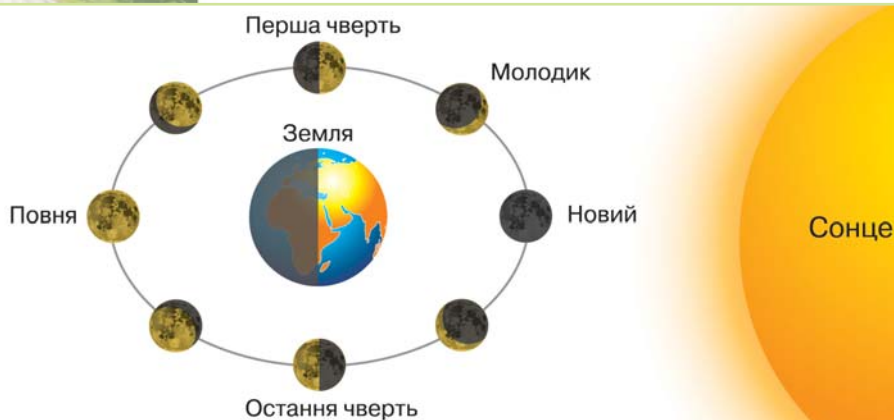 Перша чверть
Молодик
Земля
Повня
Новий
Сонце
Остання чверть